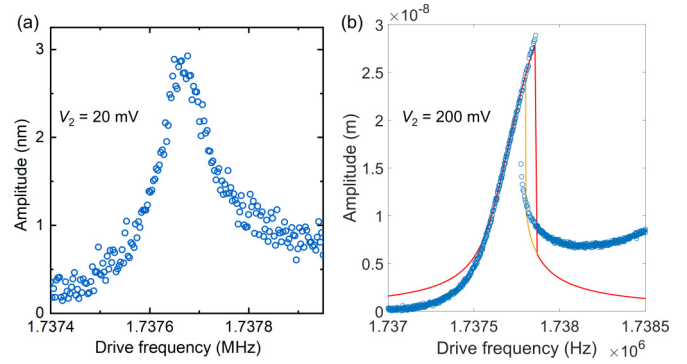 (a)
V2 = 20 mV
Amplitude (nm)
3
2
1
0
1.7374
1.7376
1.7378
Drive frequency (MHz)
(b)
×10-8
V2 = 200 mV
Amplitude (m)
3
2.5
2
1.5
1
0.5
0
1.737
1.7375
1.738
1.7385
Drive frequency (Hz)
×10^6